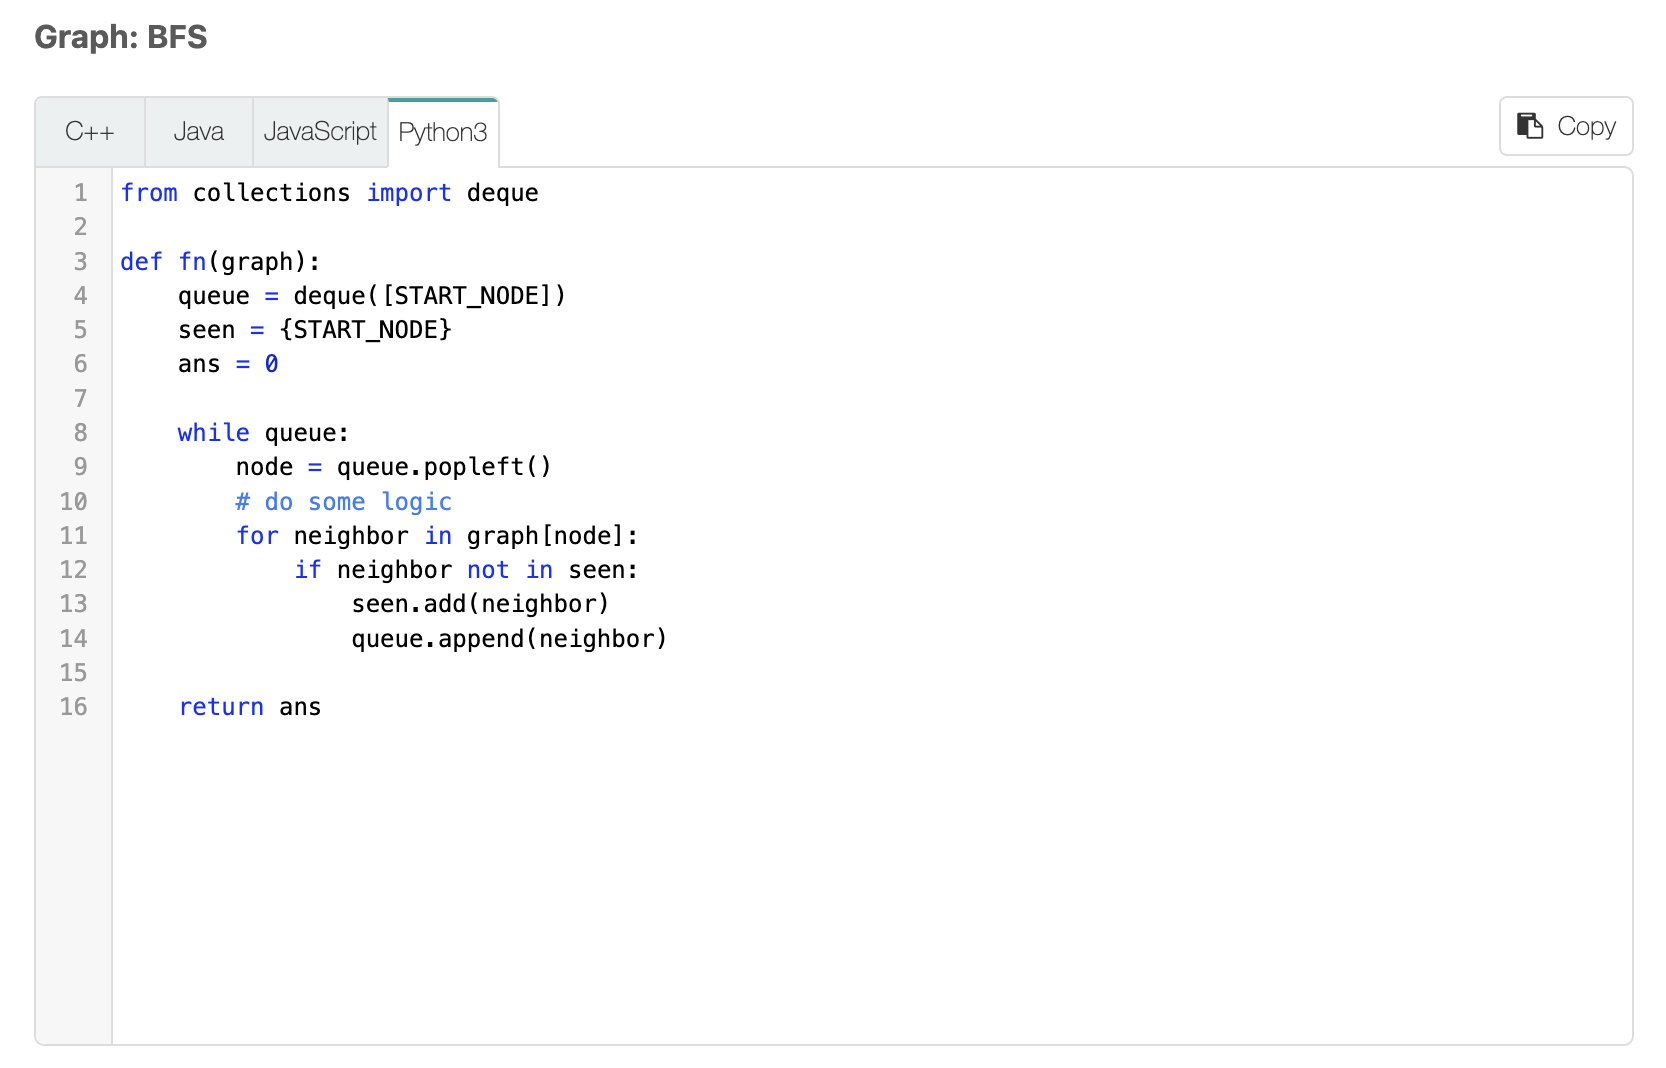 Graph: BFS
C++ Java JavaScript Python3 Copy
1 from collections import deque
2
3 def fn(graph):
4     queue = deque([START_NODE])
5     seen = {START_NODE}
6     ans = 0
7
8     while queue:
9         node = queue.popleft()
10         # do some logic
11         for neighbor in graph[node]:
12             if neighbor not in seen:
13                 seen.add(neighbor)
14                 queue.append(neighbor)
15
16     return ans